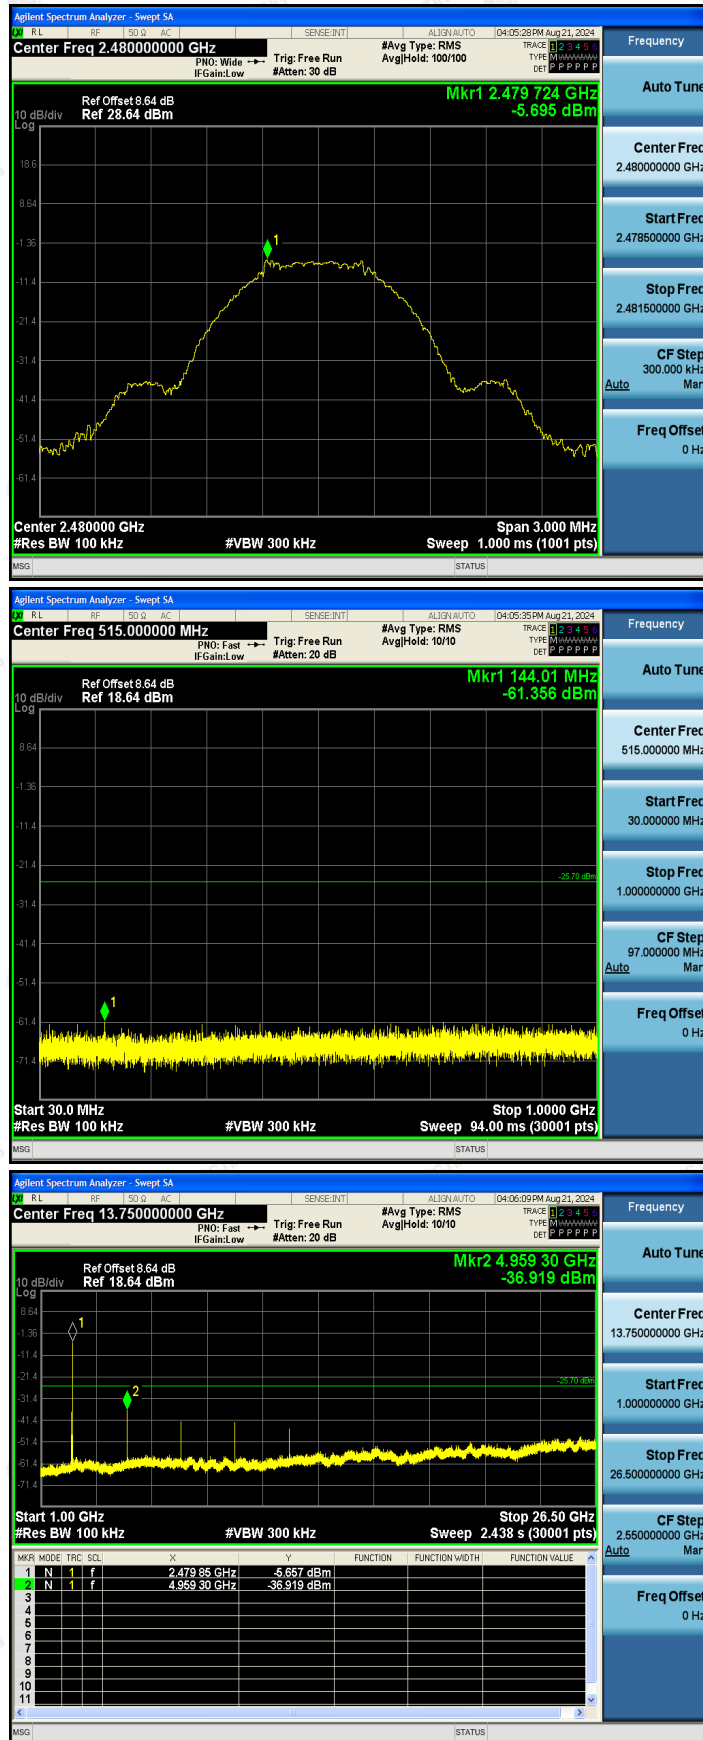 Agilent Spectrum Analyzer - Swept SA
LXI RL RF 50 Ω AC SENSE:INT ALIGN AUTO 04:05:28 PM Aug 21, 2024
Center Freq 2.480000000 GHz #Avg Type: RMS TRACE 1 2 3 4 5 6
PNO: Wide Trig: Free Run Avg|Hold: 100/100 TYPE M WWWWW
IFGain:Low #Atten: 30 dB DET P P P P P P
Frequency
Auto Tune
Mkr1 2.479 724 GHz
Ref Offset 8.64 dB
-5.695 dBm
10 dB/div Ref 28.64 dBm
Log
18.6
8.64
-1.36
-11.4
-21.4
-31.4
-41.4
-51.4
-61.4
1
Center Freq
2.480000000 GHz
Start Freq
2.478500000 GHz
Stop Freq
2.481500000 GHz
CF Step
300.000 kHz
Auto Man
Freq Offset
0 Hz
Center 2.480000 GHz Span 3.000 MHz
#Res BW 100 kHz #VBW 300 kHz Sweep 1.000 ms (1001 pts)
MSG STATUS
Agilent Spectrum Analyzer - Swept SA
LXI RL RF 50 Ω AC SENSE:INT ALIGN AUTO 04:05:35 PM Aug 21, 2024
Center Freq 515.000000 MHz #Avg Type: RMS TRACE 1 2 3 4 5 6
PNO: Fast Trig: Free Run Avg|Hold: 10/10 TYPE M WWWWW
IFGain:Low #Atten: 20 dB DET P P P P P P
Frequency
Auto Tune
Mkr1 144.01 MHz
Ref Offset 8.64 dB
-61.356 dBm
10 dB/div Ref 18.64 dBm
Log
8.64
-1.36
-11.4
-21.4
-25.70 dBm
-31.4
-41.4
-51.4
-61.4
-71.4
1
Center Freq
515.000000 MHz
Start Freq
30.000000 MHz
Stop Freq
1.000000000 GHz
CF Step
97.000000 MHz
Auto Man
Freq Offset
0 Hz
Start 30.0 MHz Stop 1.0000 GHz
#Res BW 100 kHz #VBW 300 kHz Sweep 94.00 ms (30001 pts)
MSG STATUS
Agilent Spectrum Analyzer - Swept SA
LXI RL RF 50 Ω AC SENSE:INT ALIGN AUTO 04:06:09 PM Aug 21, 2024
Center Freq 13.750000000 GHz #Avg Type: RMS TRACE 1 2 3 4 5 6
PNO: Fast Trig: Free Run Avg|Hold: 10/10 TYPE M WWWWW
IFGain:Low #Atten: 20 dB DET P P P P P P
Frequency
Auto Tune
Mkr2 4.959 30 GHz
Ref Offset 8.64 dB
-36.919 dBm
10 dB/div Ref 18.64 dBm
Log
8.64
-1.36
-11.4
-21.4
-25.70 dBm
-31.4
-41.4
-51.4
-61.4
-71.4
1
2
Center Freq
13.750000000 GHz
Start Freq
1.000000000 GHz
Stop Freq
26.500000000 GHz
CF Step
2.550000000 GHz
Auto Man
Freq Offset
0 Hz
Start 1.00 GHz Stop 26.50 GHz
#Res BW 100 kHz #VBW 300 kHz Sweep 2.438 s (30001 pts)
MKR MODE TRC SCL X Y FUNCTION FUNCTION WIDTH FUNCTION VALUE
1 N 1 f 2.479 85 GHz -5.657 dBm
2 N 1 f 4.959 30 GHz -36.919 dBm
3
4
5
6
7
8
9
10
11
MSG STATUS